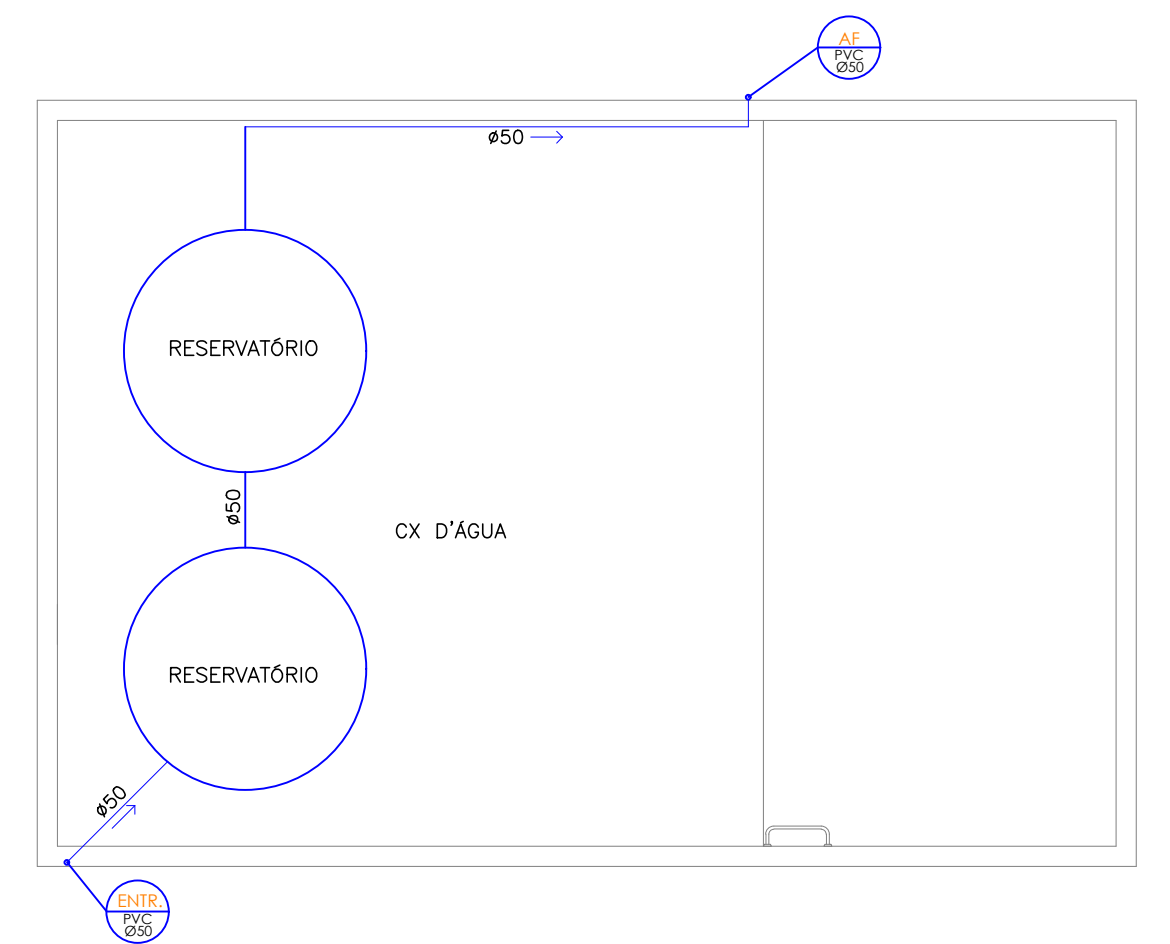 AF
PVC
Ø50
ø50
RESERVATÓRIO
ø50
CX D'ÁGUA
RESERVATÓRIO
ø50
ENTR.
PVC
Ø50